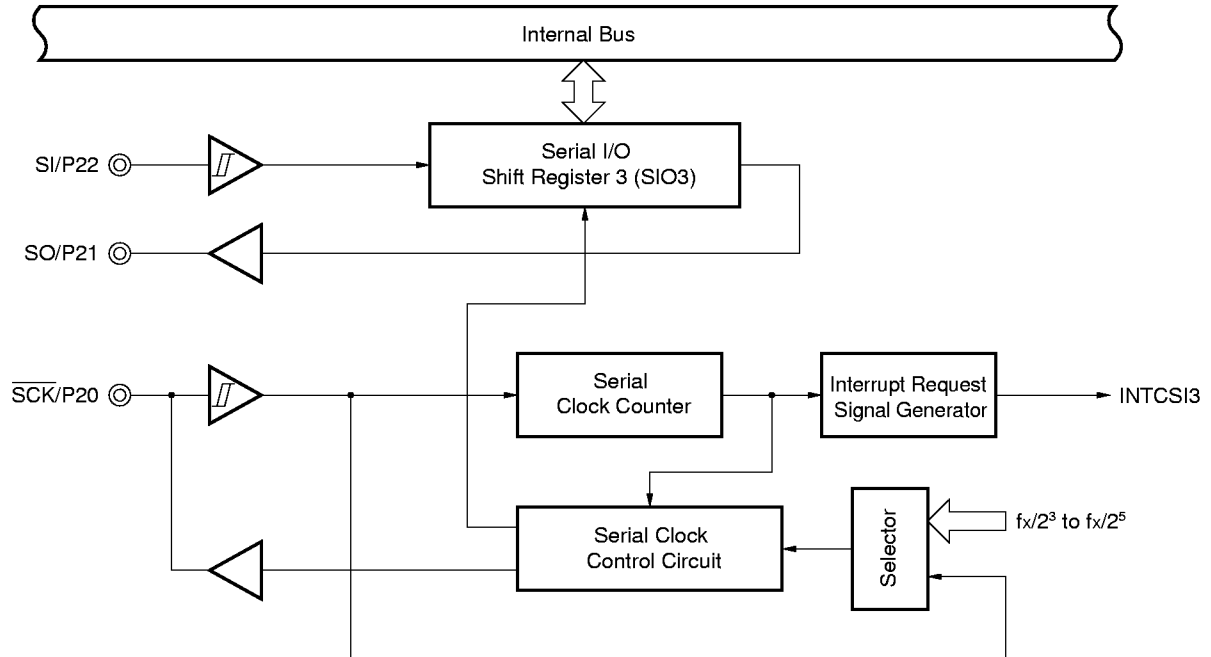 Internal Bus
SI/P22
Serial I/O
Shift Register 3 (SIO3)
SO/P21
SCK/P20
Serial
Clock Counter
Interrupt Request
Signal Generator
INTCSI3
Serial Clock
Control Circuit
Selector
fx/2³ to fx/2⁵